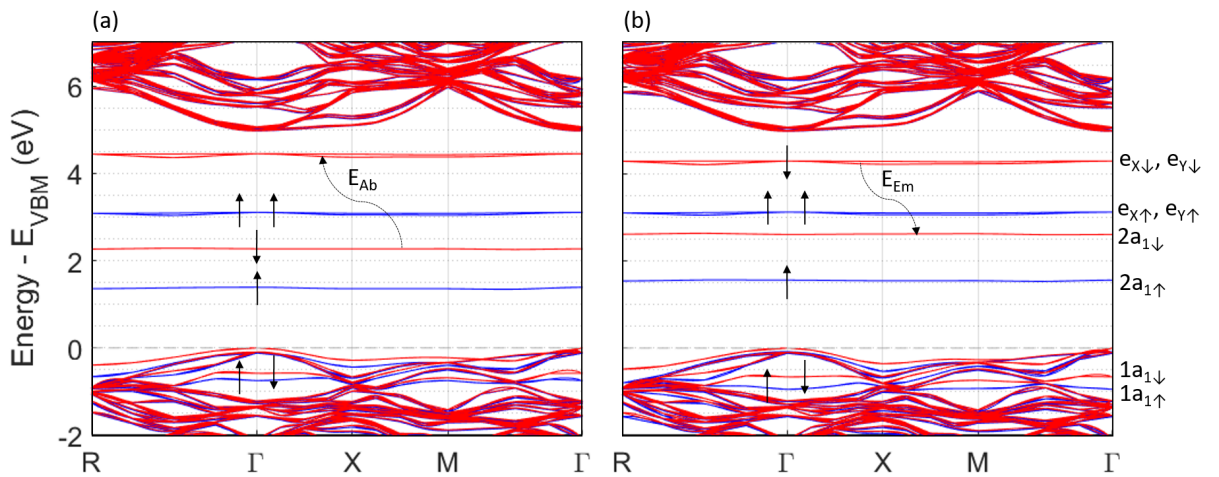 (a)
(b)
Energy - E_VBM (eV)
6
4
2
0
-2
E_Ab
E_Em
e_X↓, e_Y↓
e_X↑, e_Y↑
2a_1↓
2a_1↑
1a_1↓
1a_1↑
R Γ X M Γ
R Γ X M Γ